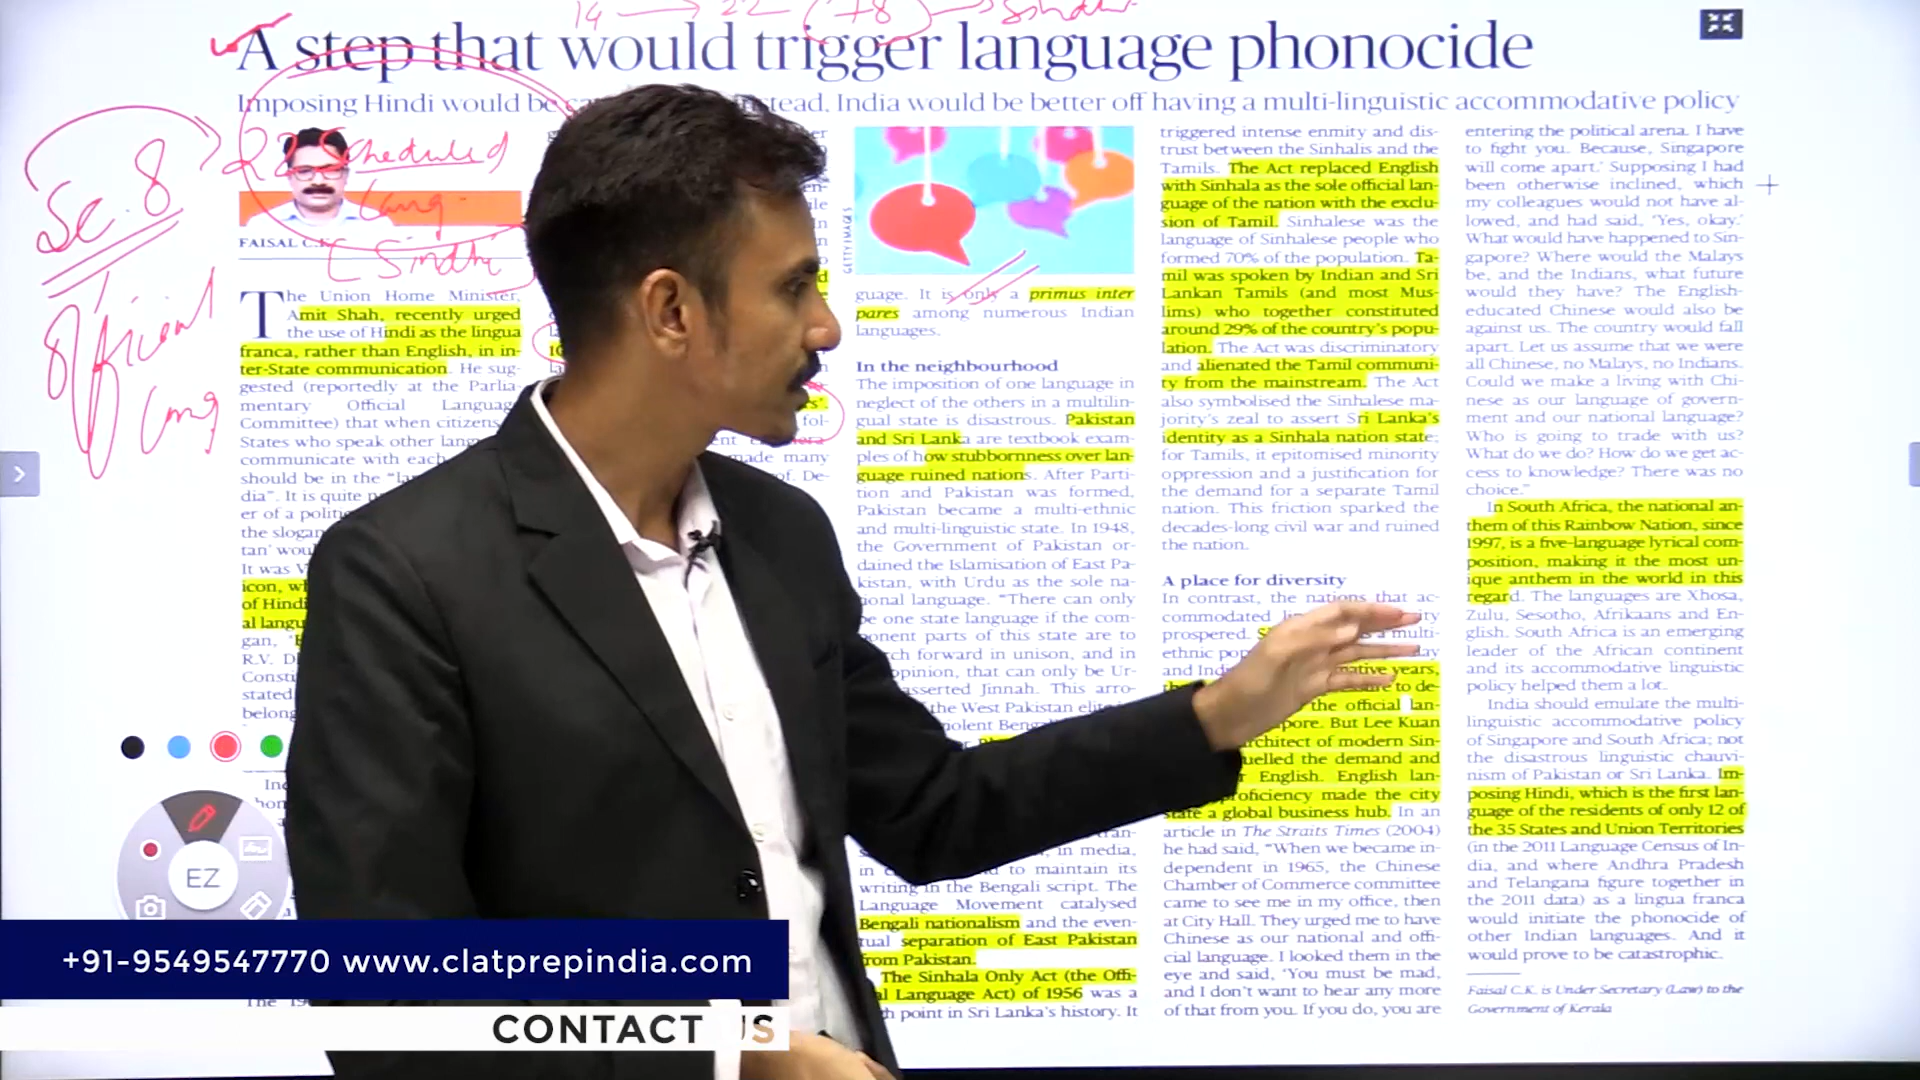 14 → 22 (+8) → Sindhi
A step that would trigger language phonocide
Imposing Hindi would be instead, India would be better off having a multi-linguistic accommodative policy
Sc. 8
22 Scheduled
Lang.
(Sindhi)
Official
Lang
FAISAL C.K.
The Union Home Minister,
Amit Shah, recently urged
the use of Hindi as the lingua
franca, rather than English, in in-
ter-State communication. He sug-
gested (reportedly at the Parlia-
mentary Official Language
Committee) that when citizens
States who speak other
communicate with each
should be in the
dia”. It is quite
er of a
the slogan
tan’
It was
icon,
of Hindi
al
gan,
R.V.
stated
belong
GETTY IMAGES
guage. It is only a primus inter
pares among numerous Indian
languages.
In the neighbourhood
The imposition of one language in
neglect of the others in a multilin-
gual state is disastrous. Pakistan
and Sri Lanka are textbook exam-
ples of how stubbornness over lan-
guage ruined nations. After Parti-
tion and Pakistan was formed,
Pakistan became a multi-ethnic
and multi-linguistic state. In 1948,
the Government of Pakistan or-
dained the Islamisation of East Pa-
kistan, with Urdu as the sole na-
ional language. “There can only
be one state language if the com-
ponent parts of this state are to
forward in unison, and in
opinion, that can only be Ur-
asserted Jinnah. This arro-
the West Pakistan
in media,
to maintain its
writing in the Bengali script. The
Language Movement catalysed
Bengali nationalism and the even-
tual separation of East Pakistan
from Pakistan.
The Sinhala Only Act (the Offi-
al Language Act) of 1956 was a
point in Sri Lanka’s history. It
triggered intense enmity and dis-
trust between the Sinhalis and the
Tamils. The Act replaced English
with Sinhala as the sole official lan-
guage of the nation with the exclu-
sion of Tamil. Sinhalese was the
language of Sinhalese people who
formed 70% of the population. Ta-
mil was spoken by Indian and Sri
Lankan Tamils (and most Mus-
lims) who together constituted
around 29% of the country’s popu-
lation. The Act was discriminatory
and alienated the Tamil communi-
ty from the mainstream. The Act
also symbolised the Sinhalese ma-
jority’s zeal to assert Sri Lanka’s
identity as a Sinhala nation state;
for Tamils, it epitomised minority
oppression and a justification for
the demand for a separate Tamil
nation. This friction sparked the
decades-long civil war and ruined
the nation.
A place for diversity
In contrast, the nations that ac-
commodated
prospered. a multi-
ethnic
and years,
to de-
the official lan-
But Lee Kuan
architect of modern Sin-
the demand and
English. English lan-
proficiency made the city
state a global business hub. In an
article in The Straits Times (2004)
he had said, “When we became in-
dependent in 1965, the Chinese
Chamber of Commerce committee
came to see me in my office, then
at City Hall. They urged me to have
Chinese as our national and offi-
cial language. I looked them in the
eye and said, ‘You must be mad,
and I don’t want to hear any more
of that from you. If you do, you are
entering the political arena. I have
to fight you. Because, Singapore
will come apart.’ Supposing I had
been otherwise inclined, which
my colleagues would not have al-
lowed, and had said, ‘Yes, okay.’
What would have happened to Sin-
gapore? Where would the Malays
be, and the Indians, what future
would they have? The English-
educated Chinese would also be
against us. The country would fall
apart. Let us assume that we were
all Chinese, no Malays, no Indians.
Could we make a living with Chi-
nese as our language of govern-
ment and our national language?
Who is going to trade with us?
What do we do? How do we get ac-
cess to knowledge? There was no
choice.”
In South Africa, the national an-
them of this Rainbow Nation, since
1997, is a five-language lyrical com-
position, making it the most un-
ique anthem in the world in this
regard. The languages are Xhosa,
Zulu, Sesotho, Afrikaans and En-
glish. South Africa is an emerging
leader of the African continent
and its accommodative linguistic
policy helped them a lot.
India should emulate the multi-
linguistic accommodative policy
of Singapore and South Africa; not
the disastrous linguistic chauvi-
nism of Pakistan or Sri Lanka. Im-
posing Hindi, which is the first lan-
guage of the residents of only 12 of
the 35 States and Union Territories
(in the 2011 Language Census of In-
dia, and where Andhra Pradesh
and Telangana figure together in
the 2011 data) as a lingua franca
would initiate the phonocide of
other Indian languages. And it
would prove to be catastrophic.
Faisal C.K. is Under Secretary (Law) to the
Government of Kerala
EZ
+91-9549547770 www.clatprepindia.com
CONTACT US